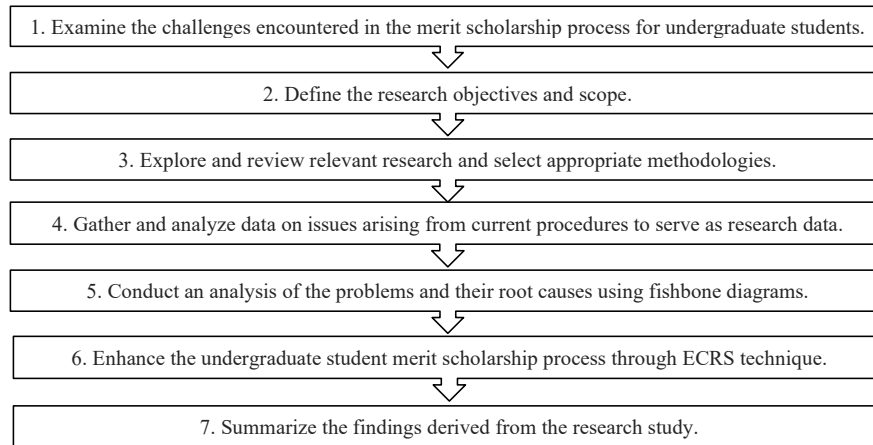 1. Examine the challenges encountered in the merit scholarship process for undergraduate students.
2. Define the research objectives and scope.
3. Explore and review relevant research and select appropriate methodologies.
4. Gather and analyze data on issues arising from current procedures to serve as research data.
5. Conduct an analysis of the problems and their root causes using fishbone diagrams.
6. Enhance the undergraduate student merit scholarship process through ECRS technique.
7. Summarize the findings derived from the research study.